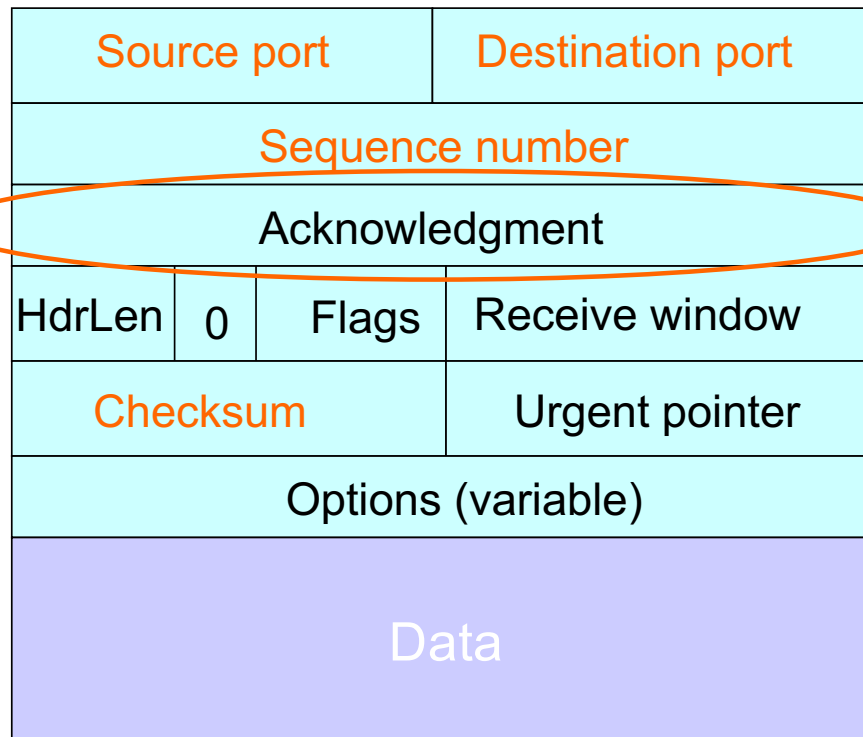 Source port Destination port
Sequence number
Acknowledgment
HdrLen 0 Flags Receive window
Checksum Urgent pointer
Options (variable)
Data